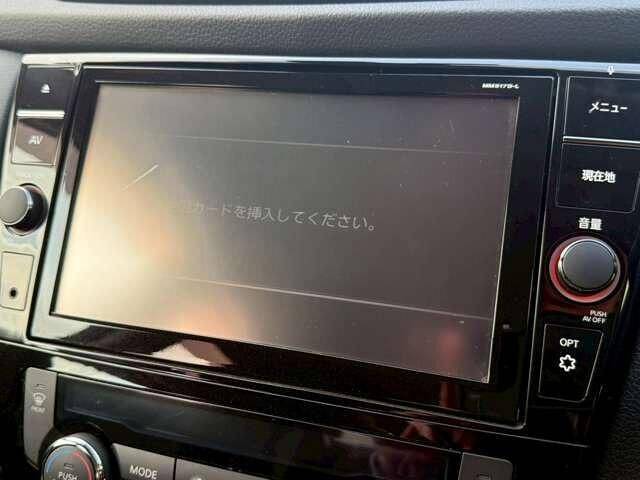 MM517D-L
AV
カードを挿入してください。
メニュー
現在地
音量
PUSH
AV OFF
OPT
MODE
PUSH